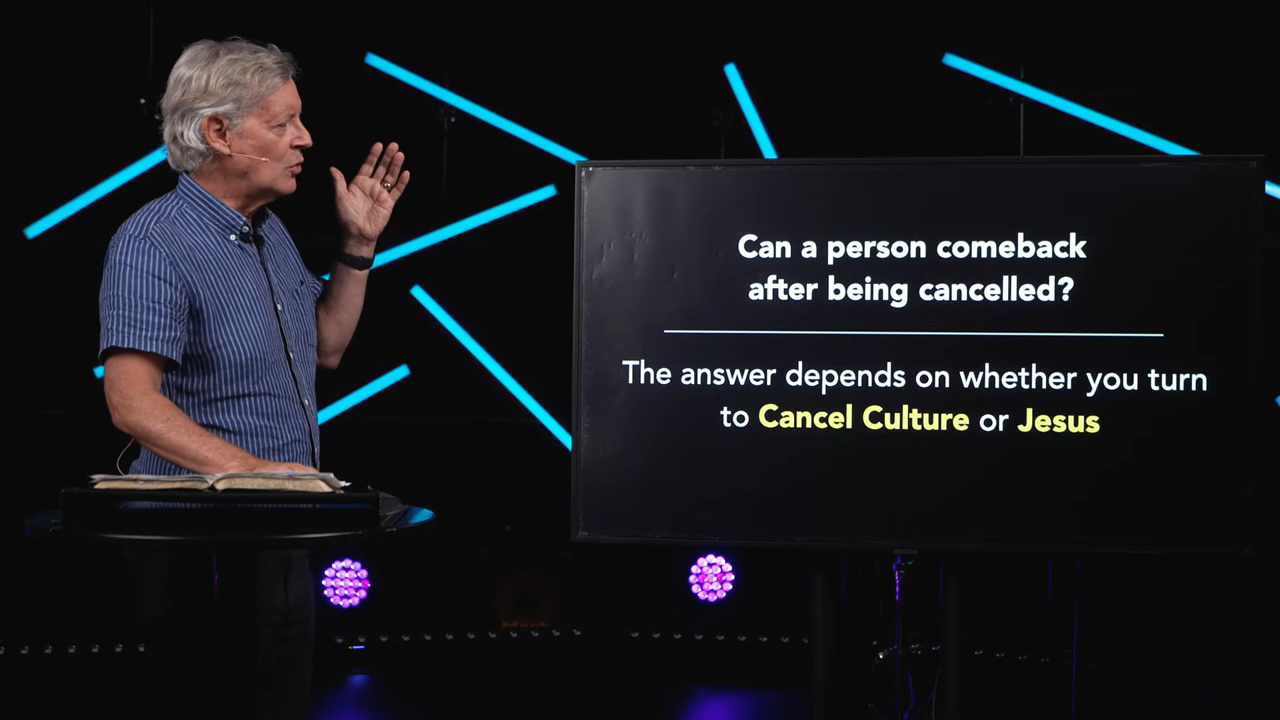 Can a person comeback
after being cancelled?
The answer depends on whether you turn
to Cancel Culture or Jesus